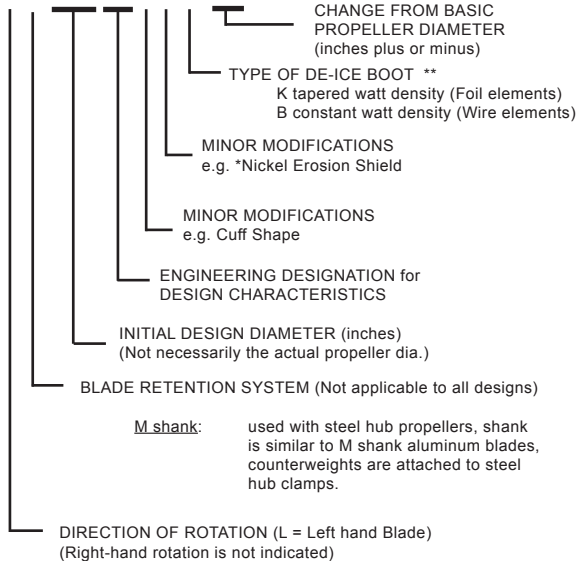 CHANGE FROM BASIC
PROPELLER DIAMETER
(inches plus or minus)
TYPE OF DE-ICE BOOT **
K tapered watt density (Foil elements)
B constant watt density (Wire elements)
MINOR MODIFICATIONS
e.g. *Nickel Erosion Shield
MINOR MODIFICATIONS
e.g. Cuff Shape
ENGINEERING DESIGNATION for
DESIGN CHARACTERISTICS
INITIAL DESIGN DIAMETER (inches)
(Not necessarily the actual propeller dia.)
BLADE RETENTION SYSTEM (Not applicable to all designs)
M shank: used with steel hub propellers, shank
is similar to M shank aluminum blades,
counterweights are attached to steel
hub clamps.
DIRECTION OF ROTATION (L = Left hand Blade)
(Right-hand rotation is not indicated)